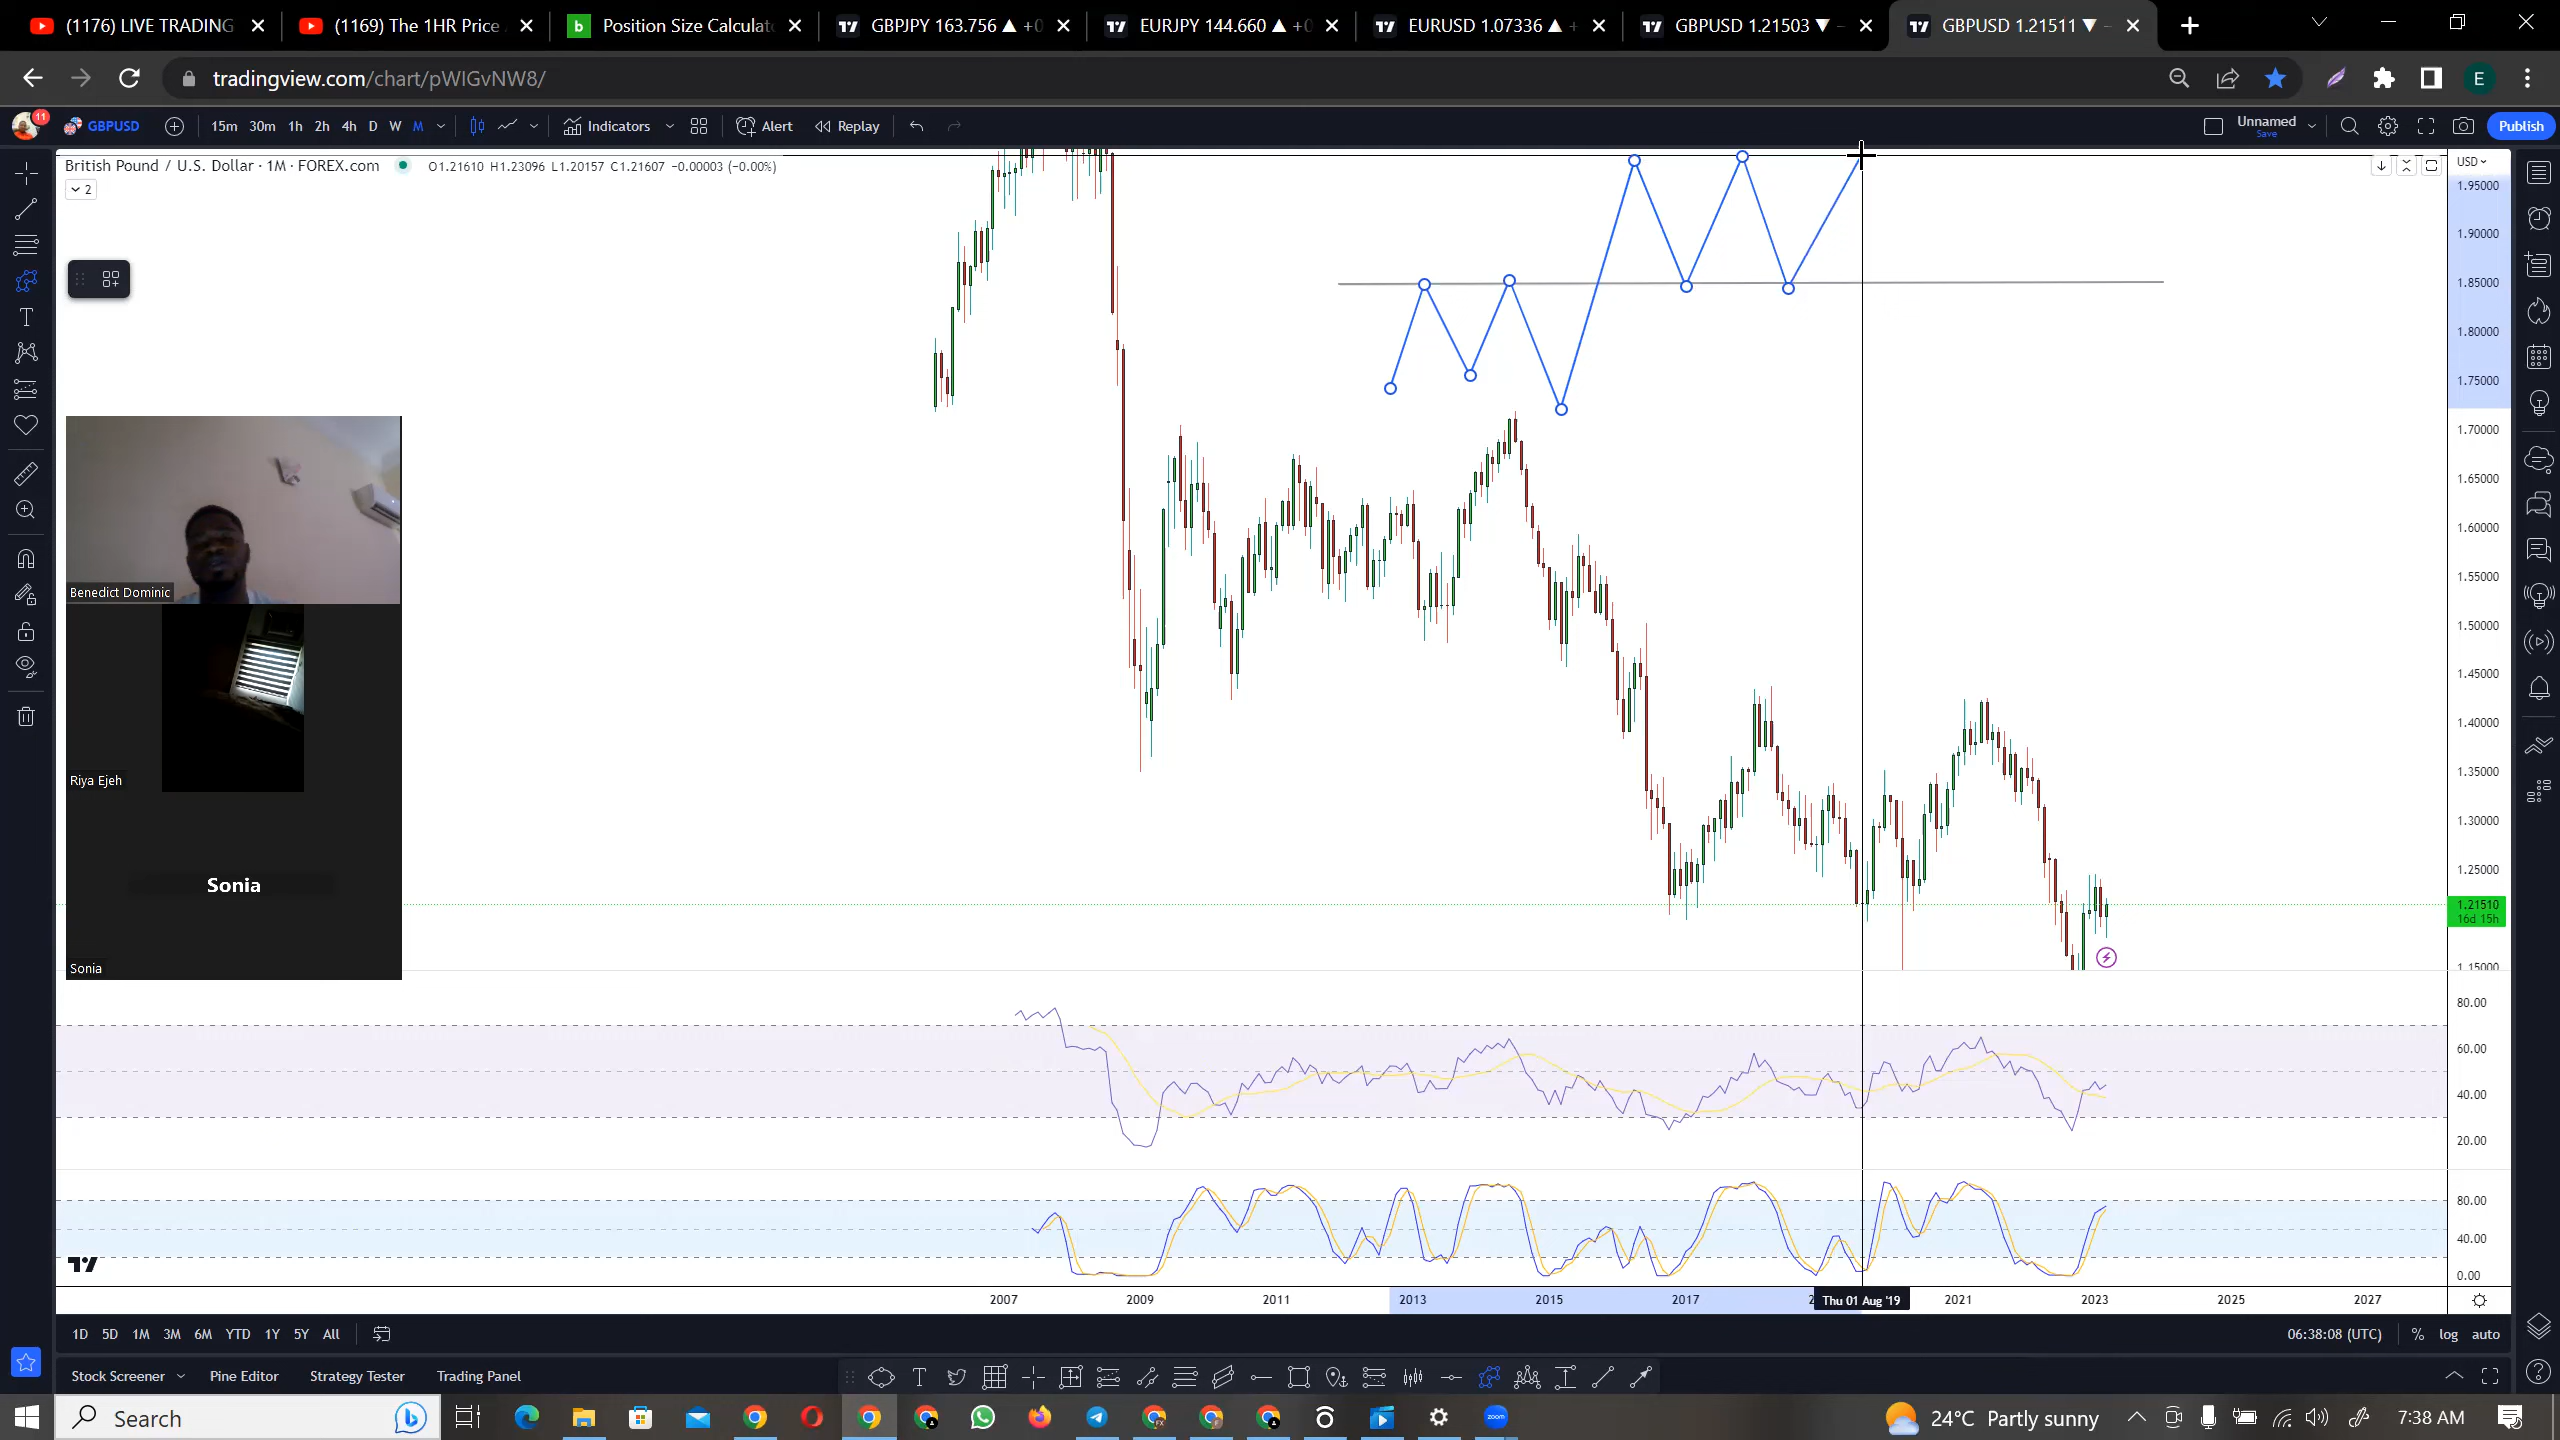 (1176) LIVE TRADING
(1169) The 1HR Price
Position Size Calculat
GBPJPY 163.756 ▲ +0
EURJPY 144.660 ▲ +0
EURUSD 1.07336 ▲ +
GBPUSD 1.21503 ▼ −
GBPUSD 1.21511 ▼ −
tradingview.com/chart/pWIGvNW8/
E
11
GBPUSD
15m 30m 1h 2h 4h D W M
Indicators
Alert
Replay
Unnamed
Save
Publish
British Pound / U.S. Dollar · 1M · FOREX.com
O1.21610 H1.23096 L1.20157 C1.21607 −0.00003 (−0.00%)
2
USD
1.95000
1.90000
1.85000
1.80000
1.75000
1.70000
1.65000
1.60000
1.55000
1.50000
1.45000
1.40000
1.35000
1.30000
1.25000
1.21510
16d 15h
1.15000
Benedict Dominic
Riya Ejeh
Sonia
Sonia
80.00
60.00
40.00
20.00
80.00
40.00
0.00
2007 2009 2011 2013 2015 2017 Thu 01 Aug '19 2021 2023 2025 2027
1D 5D 1M 3M 6M YTD 1Y 5Y All
06:38:08 (UTC) % log auto
Stock Screener Pine Editor Strategy Tester Trading Panel
Search
zoom
24°C Partly sunny
7:38 AM